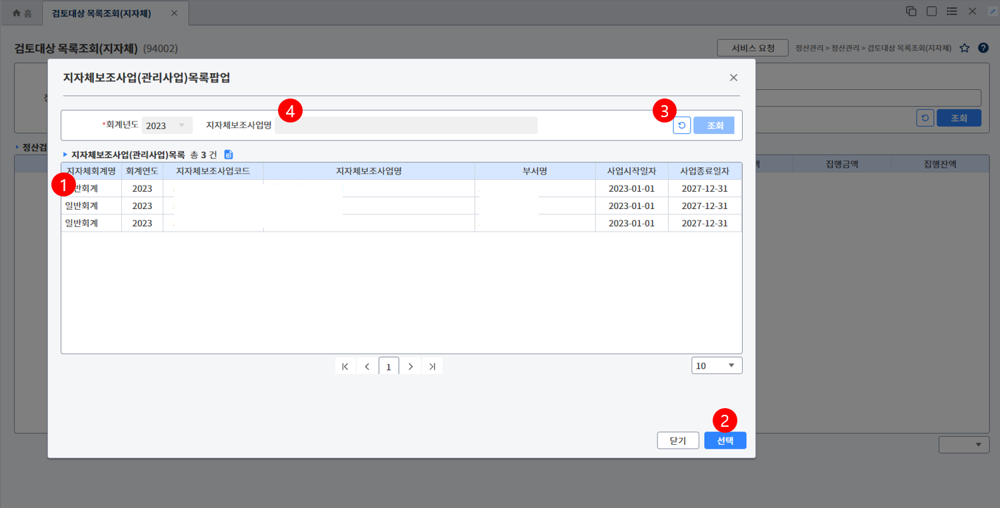 홈 검토대상 목록조회(지자체)
검토대상 목록조회(지자체) (94002) 서비스 요청 정산관리 > 정산관리 > 검토대상 목록조회(지자체)
지자체보조사업(관리사업)목록팝업
4 3
*회계년도 2023 지자체보조사업명 조회
조회
정산검
지자체보조사업(관리사업)목록 총 3 건
지자체회계명 회계연도 지자체보조사업코드 지자체보조사업명 부서명 사업시작일자 사업종료일자
집행금액 집행잔액
1
반회계 2023 2023-01-01 2027-12-31
일반회계 2023 2023-01-01 2027-12-31
일반회계 2023 2023-01-01 2027-12-31
1 10
2
닫기 선택